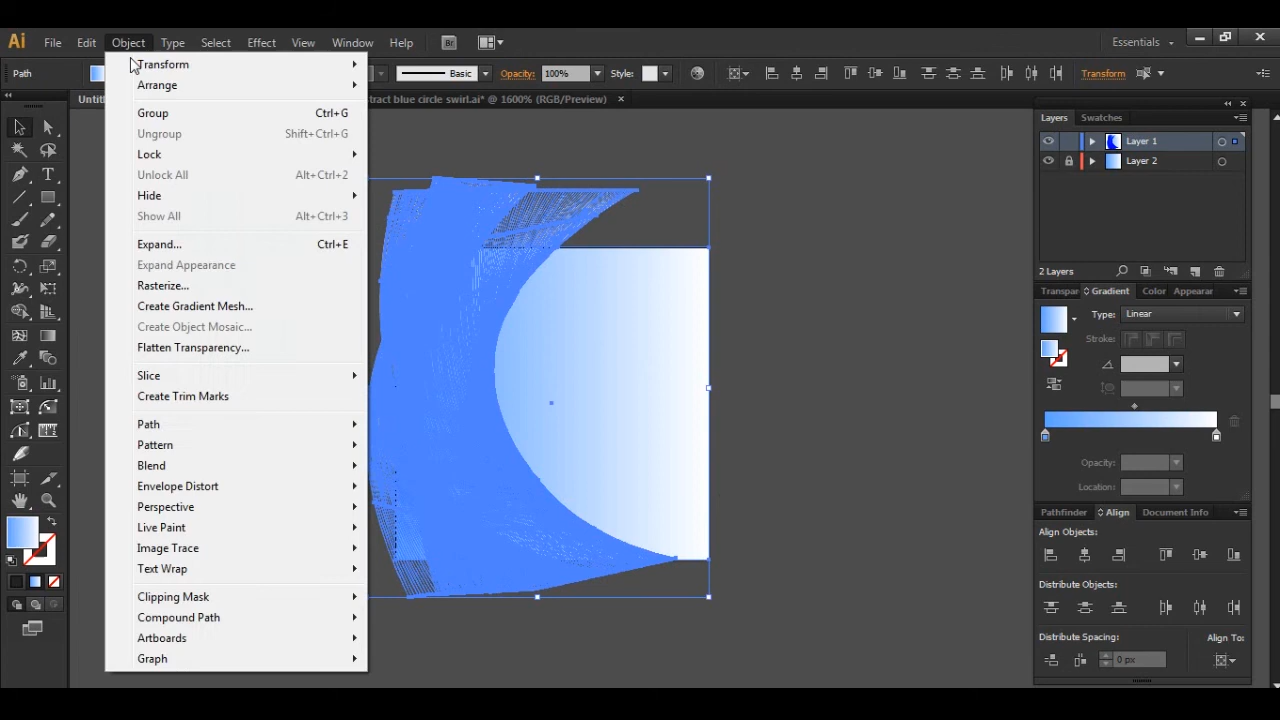 Ai File Edit Object Type Select Effect View Window Help Br Essentials
Path Basic Opacity: 100% Style: Transform
tract blue circle swirl.ai* @ 1600% (RGB/Preview) ×
Transform
Arrange
Group Ctrl+G
Ungroup Shift+Ctrl+G
Lock
Unlock All Alt+Ctrl+2
Hide
Show All Alt+Ctrl+3
Expand... Ctrl+E
Expand Appearance
Rasterize...
Create Gradient Mesh...
Create Object Mosaic...
Flatten Transparency...
Slice
Create Trim Marks
Path
Pattern
Blend
Envelope Distort
Perspective
Live Paint
Image Trace
Text Wrap
Clipping Mask
Compound Path
Artboards
Graph
Layers Swatches
Layer 1
Layer 2
2 Layers
Transpar Gradient Color Appearar
Type: Linear
Stroke:
Opacity:
Location:
Pathfinder Align Document Info
Align Objects:
Distribute Objects:
Distribute Spacing: Align To:
0 px